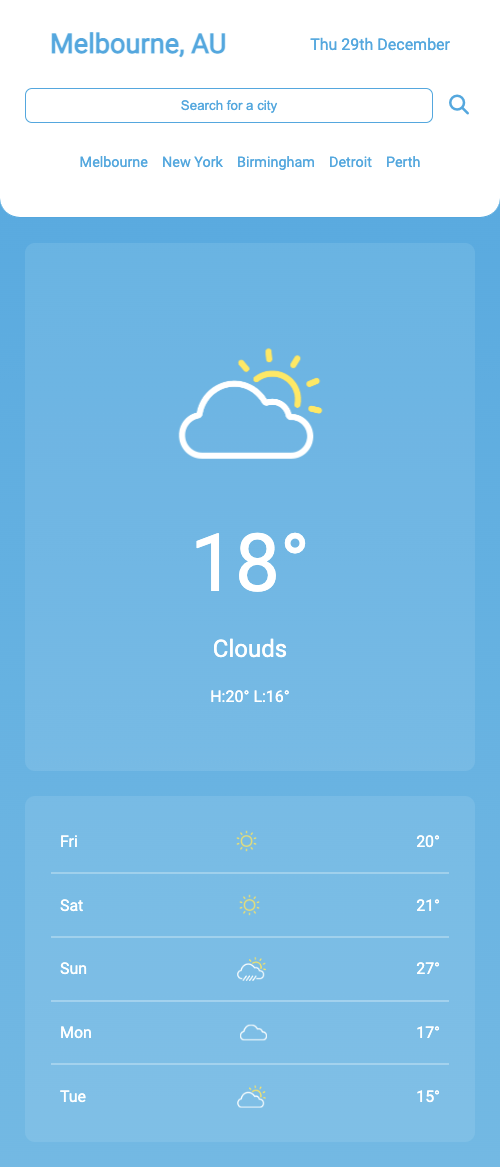 Melbourne, AU
Thu 29th December
Search for a city
Melbourne New York Birmingham Detroit Perth
18°
Clouds
H:20° L:16°
Fri 20°
Sat 21°
Sun 27°
Mon 17°
Tue 15°